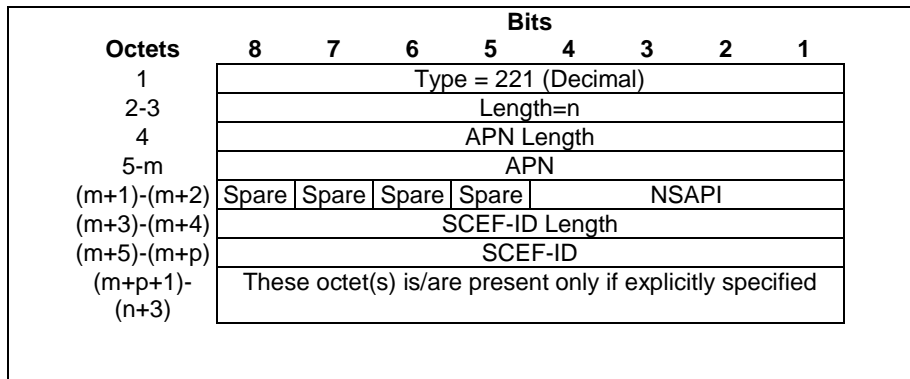 Bits
Octets 8 7 6 5 4 3 2 1
1 Type = 221 (Decimal)
2-3 Length=n
4 APN Length
5-m APN
(m+1)-(m+2) Spare Spare Spare Spare NSAPI
(m+3)-(m+4) SCEF-ID Length
(m+5)-(m+p) SCEF-ID
(m+p+1)- These octet(s) is/are present only if explicitly specified
(n+3)